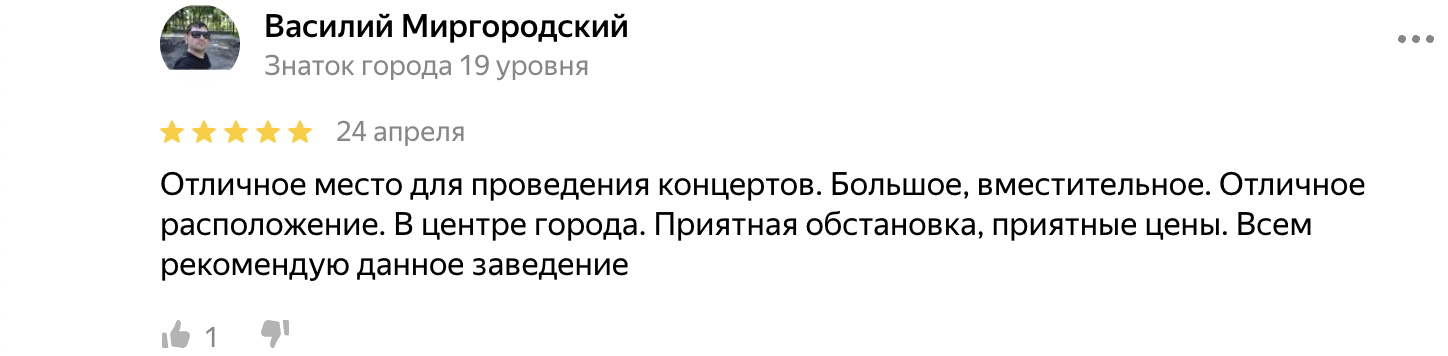 Василий Миргородский
Знаток города 19 уровня
24 апреля
Отличное место для проведения концертов. Большое, вместительное. Отличное
расположение. В центре города. Приятная обстановка, приятные цены. Всем
рекомендую данное заведение
1